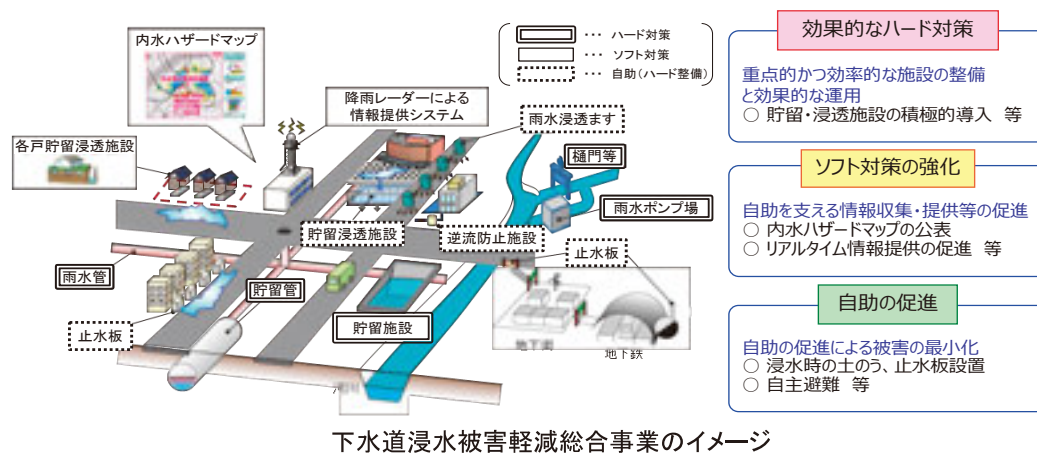 内水ハザードマップ
･･･ ハード対策
･･･ ソフト対策
･･･ 自助(ハード整備)
降雨レーダーによる
情報提供システム
雨水浸透ます
各戸貯留浸透施設
樋門等
雨水ポンプ場
貯留浸透施設
逆流防止施設
止水板
雨水管
貯留管
貯留施設
止水板
地下街
地下鉄
効果的なハード対策
重点的かつ効率的な施設の整備
と効果的な運用
○ 貯留・浸透施設の積極的導入 等
ソフト対策の強化
自助を支える情報収集・提供等の促進
○ 内水ハザードマップの公表
○ リアルタイム情報提供の促進 等
自助の促進
自助の促進による被害の最小化
○ 浸水時の土のう、止水板設置
○ 自主避難 等
下水道浸水被害軽減総合事業のイメージ